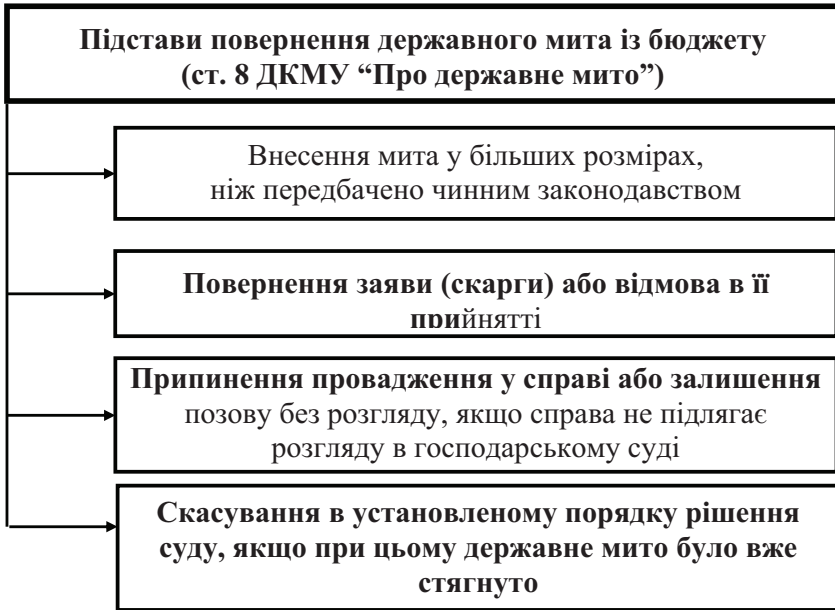 Підстави повернення державного мита із бюджету
(ст. 8 ДКМУ “Про державне мито”)
Внесення мита у більших розмірах,
ніж передбачено чинним законодавством
Повернення заяви (скарги) або відмова в її
прийнятті
Припинення провадження у справі або залишення
позову без розгляду, якщо справа не підлягає
розгляду в господарському суді
Скасування в установленому порядку рішення
суду, якщо при цьому державне мито було вже
стягнуто